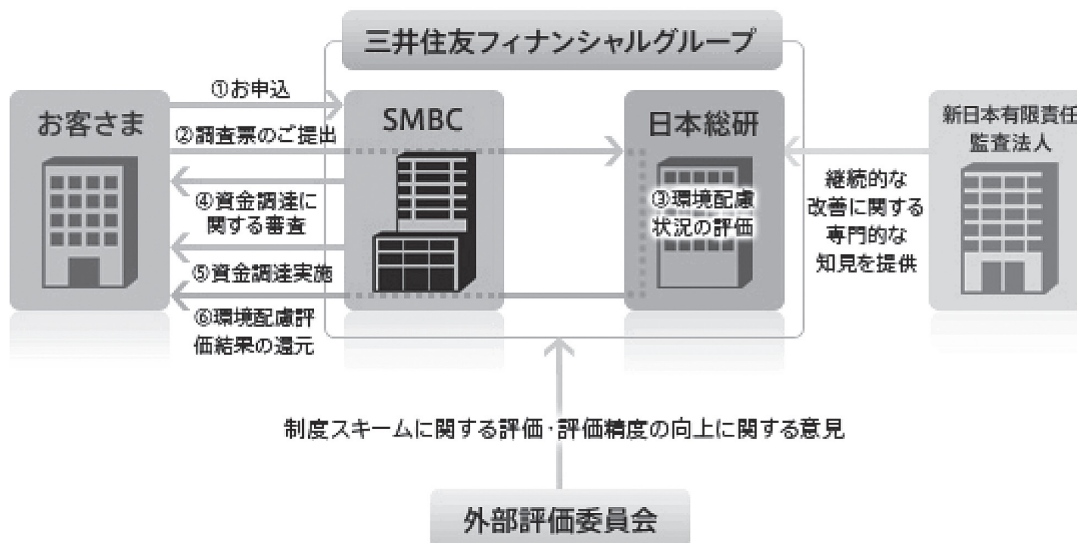 三井住友フィナンシャルグループ
お客さま
①お申込
②調査票のご提出
④資金調達に
関する審査
⑤資金調達実施
⑥環境配慮評
価結果の還元
SMBC
日本総研
③環境配慮
状況の評価
新日本有限責任
監査法人
継続的な
改善に関する
専門的な
知見を提供
制度スキームに関する評価・評価精度の向上に関する意見
外部評価委員会